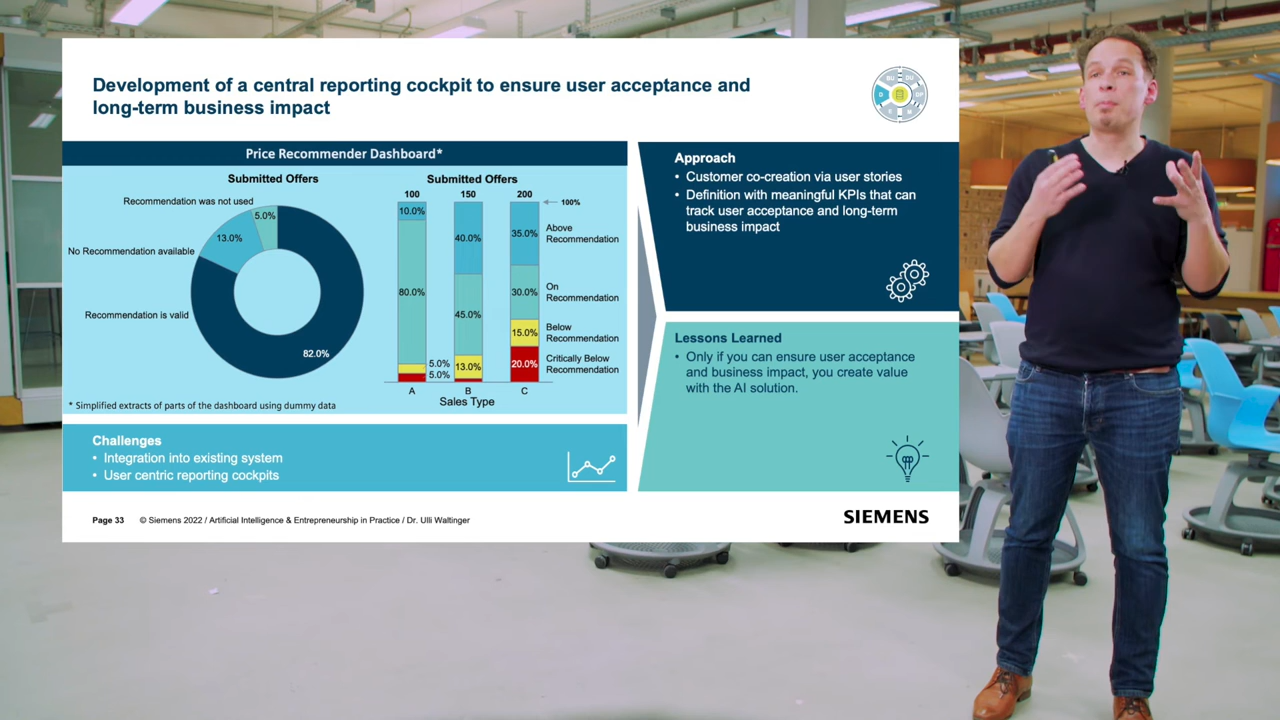 Development of a central reporting cockpit to ensure user acceptance and
long-term business impact
Price Recommender Dashboard*
Submitted Offers
Recommendation was not used
5.0%
13.0%
No Recommendation available
Recommendation is valid
82.0%
Submitted Offers
100
150
200
100%
10.0%
40.0%
35.0%
Above
Recommendation
80.0%
45.0%
30.0%
On
Recommendation
15.0%
Below
Recommendation
5.0%
5.0%
13.0%
20.0%
Critically Below
Recommendation
A
B
C
Sales Type
* Simplified extracts of parts of the dashboard using dummy data
Challenges
• Integration into existing system
• User centric reporting cockpits
Approach
• Customer co-creation via user stories
• Definition with meaningful KPIs that can
track user acceptance and long-term
business impact
Lessons Learned
• Only if you can ensure user acceptance
and business impact, you create value
with the AI solution.
Page 33
© Siemens 2022 / Artificial Intelligence & Entrepreneurship in Practice / Dr. Ulli Waltinger
SIEMENS
BU
DU
D
DP